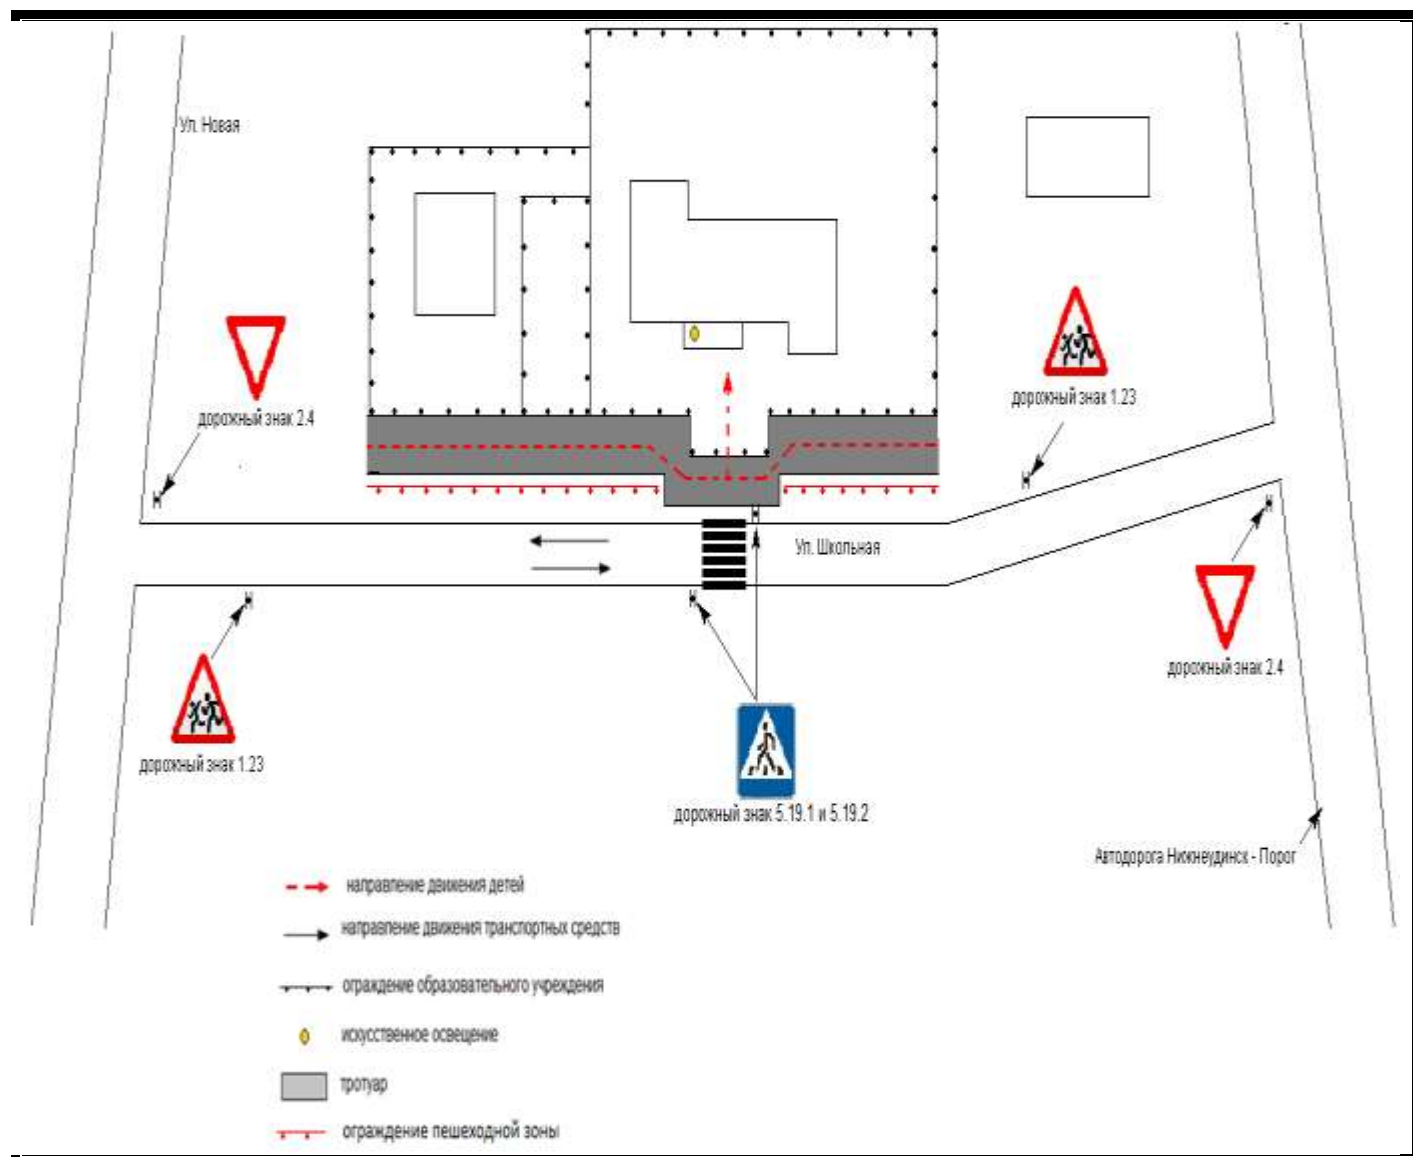 Ул. Новая
дорожный знак 1.23
дорожный знак 2.4
Ул. Школьная
дорожный знак 2.4
дорожный знак 1.23
дорожный знак 5.19.1 и 5.19.2
Автодорога Нижнеудинск - Порог
направление движения детей
направление движения транспортных средств
ограждение образовательного учреждения
искусственное освещение
тротуар
ограждение пешеходной зоны